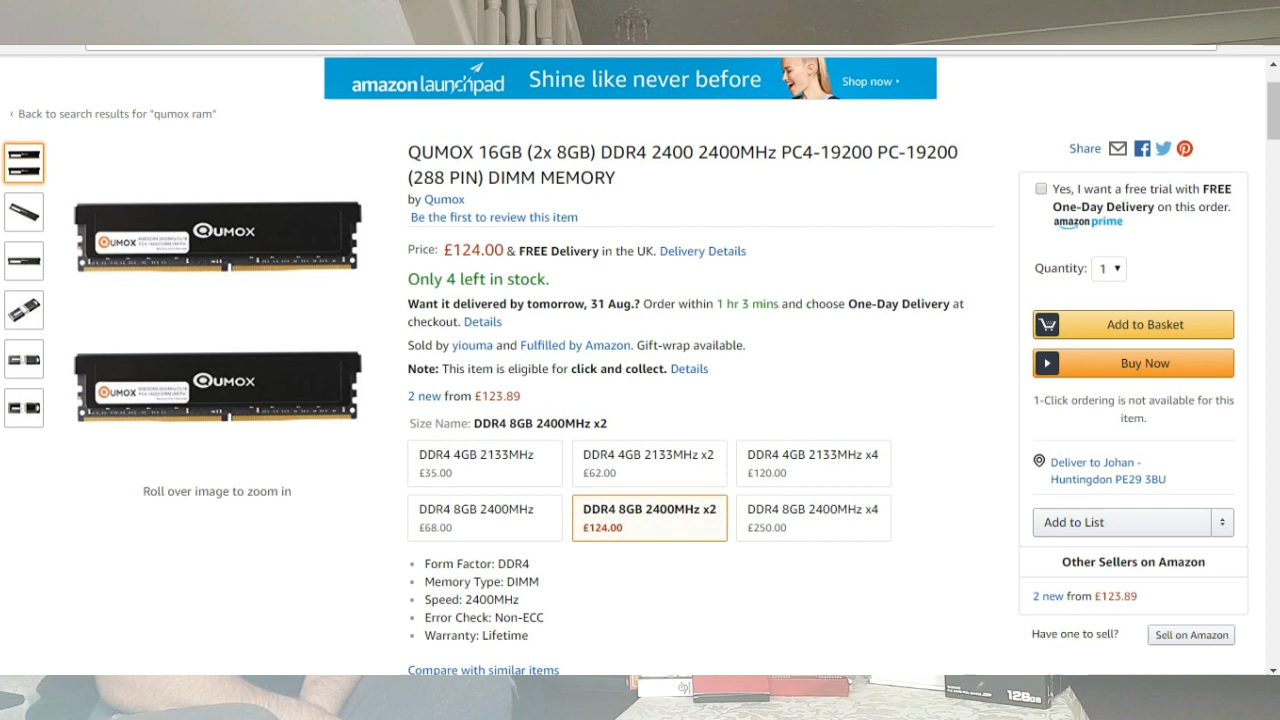 amazon launchpad Shine like never before Shop now
‹ Back to search results for "qumox ram"
QUMOX 16GB (2x 8GB) DDR4 2400 2400MHz PC4-19200 PC-19200
(288 PIN) DIMM MEMORY
by Qumox
Be the first to review this item
Price: £124.00 & FREE Delivery in the UK. Delivery Details
Only 4 left in stock.
Want it delivered by tomorrow, 31 Aug.? Order within 1 hr 3 mins and choose One-Day Delivery at
checkout. Details
Sold by yiouma and Fulfilled by Amazon. Gift-wrap available.
Note: This item is eligible for click and collect. Details
2 new from £123.89
Size Name: DDR4 8GB 2400MHz x2
DDR4 4GB 2133MHz
£35.00
DDR4 4GB 2133MHz x2
£62.00
DDR4 4GB 2133MHz x4
£120.00
DDR4 8GB 2400MHz
£68.00
DDR4 8GB 2400MHz x2
£124.00
DDR4 8GB 2400MHz x4
£250.00
• Form Factor: DDR4
• Memory Type: DIMM
• Speed: 2400MHz
• Error Check: Non-ECC
• Warranty: Lifetime
Compare with similar items
QUMOX
QUMOX
QUMOX
QUMOX
Roll over image to zoom in
Share
Yes, I want a free trial with FREE
One-Day Delivery on this order.
amazon prime
Quantity: 1
Add to Basket
Buy Now
1-Click ordering is not available for this
item.
Deliver to Johan -
Huntingdon PE29 3BU
Add to List
Other Sellers on Amazon
2 new from £123.89
Have one to sell? Sell on Amazon
128GB